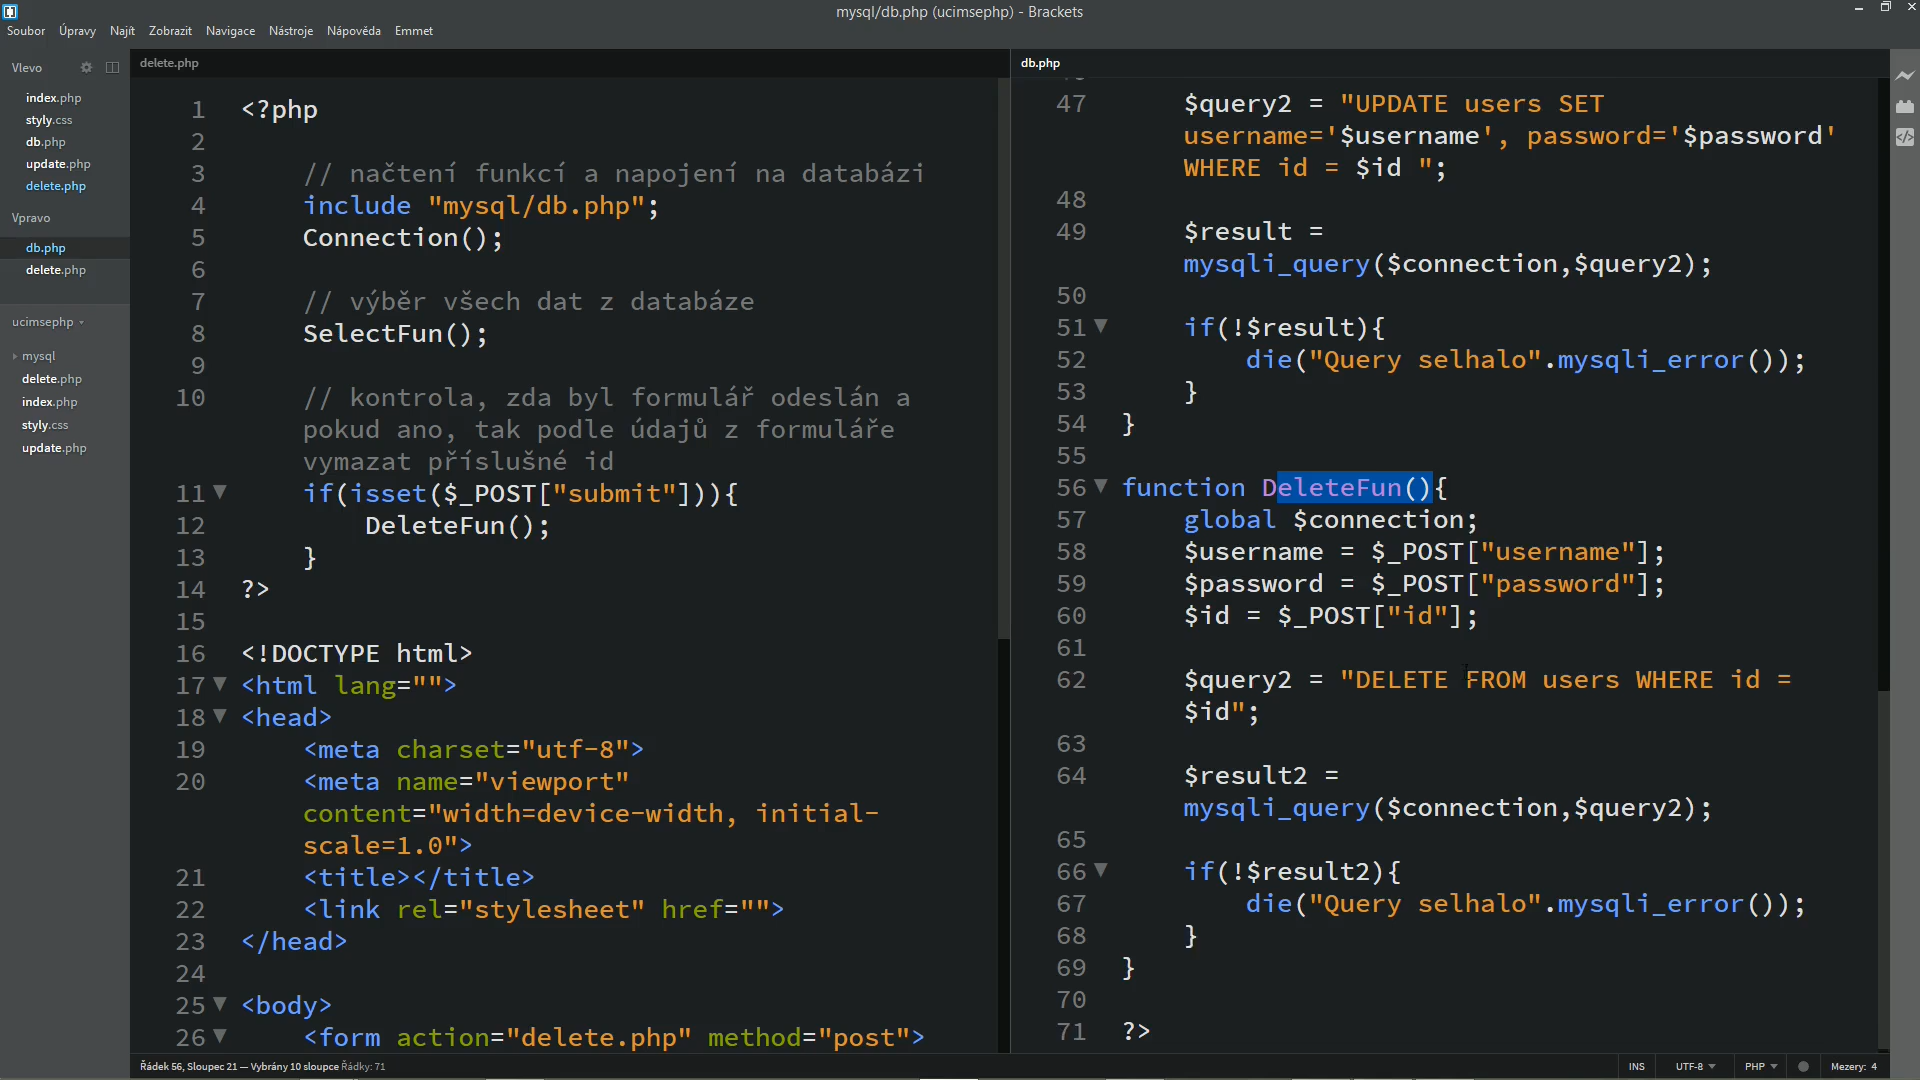 mysql/db.php (ucimsephp) - Brackets
Soubor Úpravy Najít Zobrazit Navigace Nástroje Nápověda Emmet
Vlevo
index.php
styly.css
db.php
update.php
delete.php
Vpravo
db.php
delete.php
ucimsephp
mysql
delete.php
index.php
styly.css
update.php
delete.php
1 <?php
2
3 // načtení funkcí a napojení na databázi
4 include "mysql/db.php";
5 Connection();
6
7 // výběr všech dat z databáze
8 SelectFun();
9
10 // kontrola, zda byl formulář odeslán a
pokud ano, tak podle údajů z formuláře
vymazat příslušné id
11 if(isset($_POST["submit"])){
12 DeleteFun();
13 }
14 ?>
15
16 <!DOCTYPE html>
17 <html lang="">
18 <head>
19 <meta charset="utf-8">
20 <meta name="viewport"
content="width=device-width, initial-
scale=1.0">
21 <title></title>
22 <link rel="stylesheet" href="">
23 </head>
24
25 <body>
26 <form action="delete.php" method="post">
db.php
47 $query2 = "UPDATE users SET
username='$username', password='$password'
WHERE id = $id ";
48
49 $result =
mysqli_query($connection,$query2);
50
51 if(!$result){
52 die("Query selhalo".mysqli_error());
53 }
54 }
55
56 function DeleteFun(){
57 global $connection;
58 $username = $_POST["username"];
59 $password = $_POST["password"];
60 $id = $_POST["id"];
61
62 $query2 = "DELETE FROM users WHERE id =
$id";
63
64 $result2 =
mysqli_query($connection,$query2);
65
66 if(!$result2){
67 die("Query selhalo".mysqli_error());
68 }
69 }
70
71 ?>
Řádek 56, Sloupec 21 — Vybrány 10 sloupce Řádky: 71
INS UTF-8 PHP Mezery: 4